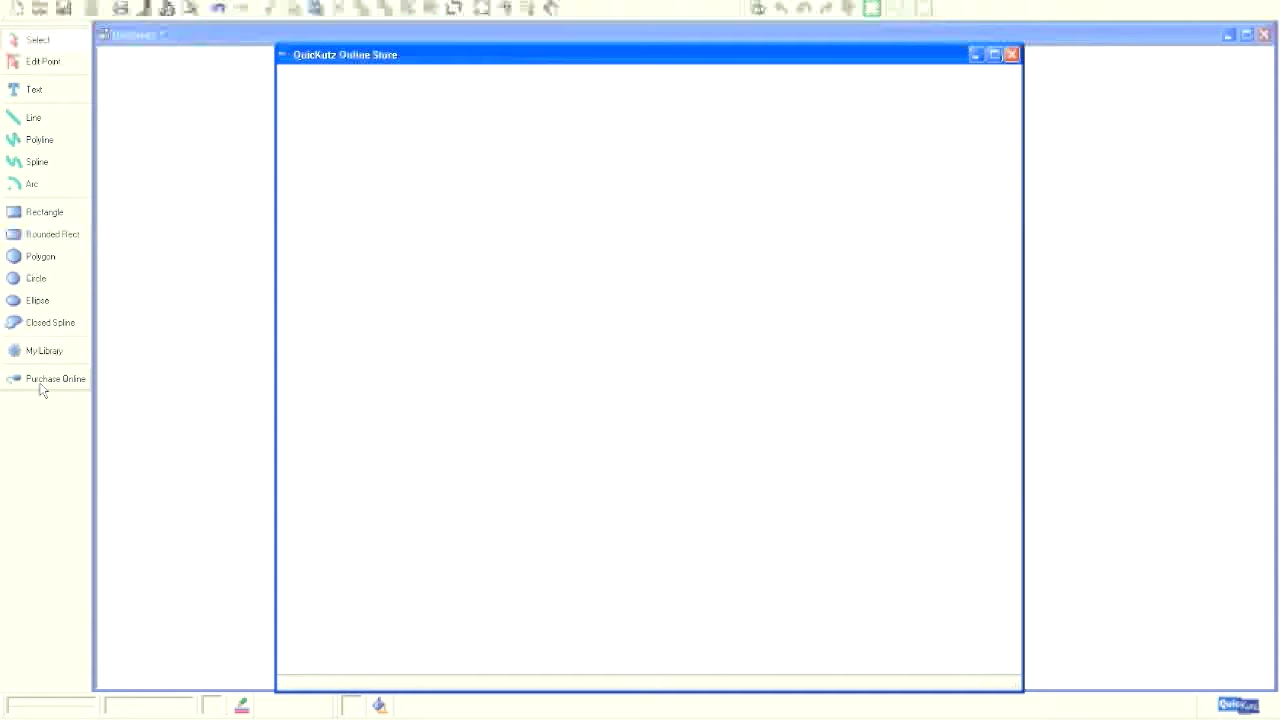 QuicKutz Online Store
Select
Edit Point
Text
Line
Polyline
Spline
Arc
Rectangle
Rounded Rect
Polygon
Circle
Ellipse
Closed Spline
My Library
Purchase Online
QuicKutz